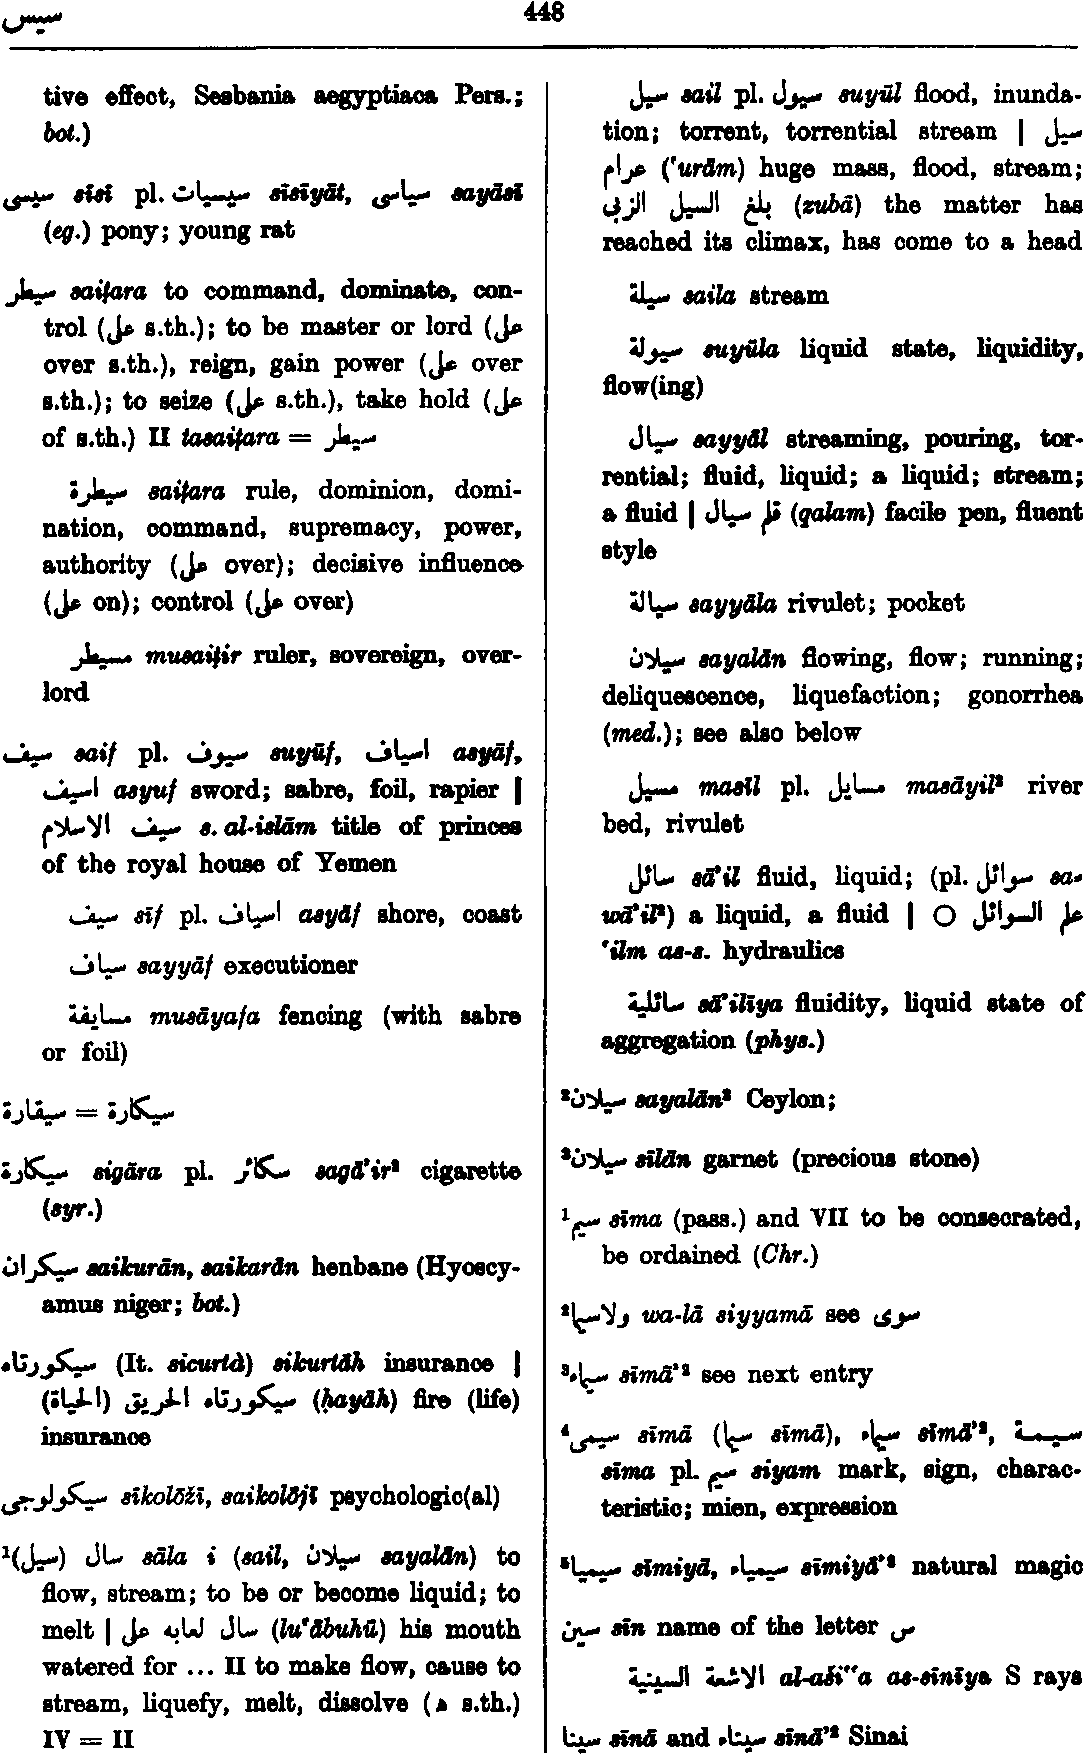 سيس 448
tive effect, Sesbania aegyptiaca Pers.;
bot.)
سيسى sīsī pl. سيسيات sīsīyāt, سياسى sayāsī
(eg.) pony; young rat
سيطر saiṭara to command, dominate, con-
trol (على s.th.); to be master or lord (على
over s.th.), reign, gain power (على over
s.th.); to seize (على s.th.), take hold (على
of s.th.) II tasaiṭara = سيطر
سيطرة saiṭara rule, dominion, domi-
nation, command, supremacy, power,
authority (على over); decisive influence
(على on); control (على over)
مسيطر musaiṭir ruler, sovereign, over-
lord
سيف saif pl. سيوف suyūf, اسياف asyāf,
اسيف asyuf sword; sabre, foil, rapier |
سيف الاسلام s. al-islām title of princes
of the royal house of Yemen
سيف sīf pl. اسياف asyāf shore, coast
سياف sayyāf executioner
مسايفة musāyafa fencing (with sabre
or foil)
سيقارة = سيكارة
سيكارة sigāra pl. سكائر sagā’ir² cigarette
(syr.)
سيكران saikurān, saikarān henbane (Hyoscy-
amus niger; bot.)
سيكورتاه (It. sicurtà) sikurtāh insurance |
سيكورتاه الحريق (الحياة) (ḥayāh) fire (life)
insurance
سيكولوجى sīkolōžī, saikolōjī psychologic(al)
¹(سيل) سال sāla i (sail, سيلان sayalān) to
flow, stream; to be or become liquid; to
melt | سال لعابه على (lu‘ābuhū) his mouth
watered for ... II to make flow, cause to
stream, liquefy, melt, dissolve (ه s.th.)
IV = II
سيل sail pl. سيول suyūl flood, inunda-
tion; torrent, torrential stream | سيل
عرام (‘urām) huge mass, flood, stream;
بلغ السيل الزبى (zubā) the matter has
reached its climax, has come to a head
سيلة saila stream
سيولة suyūla liquid state, liquidity,
flow(ing)
سيال sayyāl streaming, pouring, tor-
rential; fluid, liquid; a liquid; stream;
a fluid | قلم سيال (qalam) facile pen, fluent
style
سيالة sayyāla rivulet; pocket
سيلان sayalān flowing, flow; running;
deliquescence, liquefaction; gonorrhea
(med.); see also below
مسيل masīl pl. مسايل masāyil² river
bed, rivulet
سائل sā’il fluid, liquid; (pl. سوائل sa-
wā’il²) a liquid, a fluid | ○ علم السوائل
‘ilm as-s. hydraulics
سائلية sā’ilīya fluidity, liquid state of
aggregation (phys.)
²سيلان sayalān² Ceylon;
³سيلان sīlān garnet (precious stone)
¹سيم sīma (pass.) and VII to be consecrated,
be ordained (Chr.)
²ولاسيما wa-lā siyyamā see سوى
³سيماء sīmā’² see next entry
⁴سيمى sīmā (سيما sīmā), سيماء sīmā’², سيمة
sīma pl. سيم siyam mark, sign, charac-
teristic; mien, expression
⁵سيميا sīmiyā, سيمياء sīmiyā’² natural magic
سين sīn name of the letter س
الاشعة السينية al-aši‘‘a as-sīnīya S rays
سينا sīnā and سيناء sīnā’² Sinai